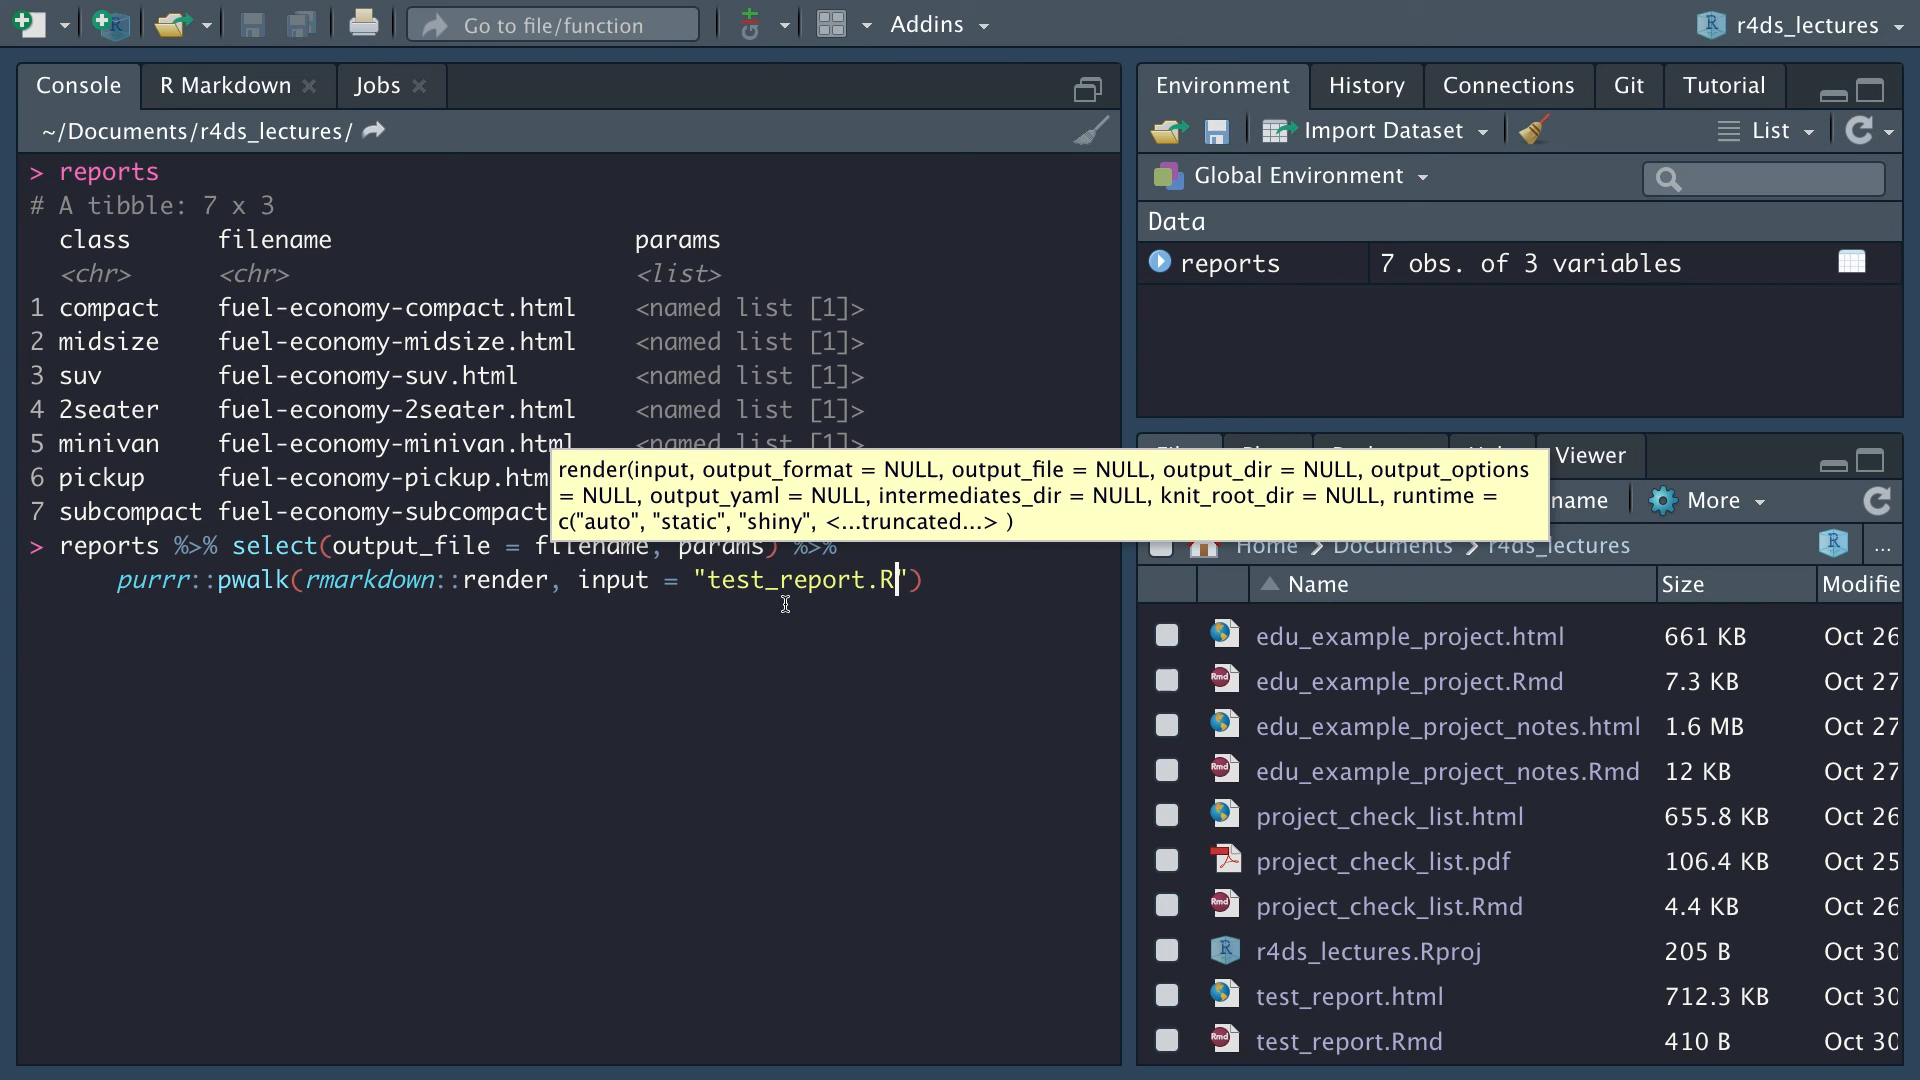 Go to file/function
Addins
r4ds_lectures
Console
R Markdown
Jobs
~/Documents/r4ds_lectures/
> reports
# A tibble: 7 x 3
class filename params
<chr> <chr> <list>
1 compact fuel-economy-compact.html <named list [1]>
2 midsize fuel-economy-midsize.html <named list [1]>
3 suv fuel-economy-suv.html <named list [1]>
4 2seater fuel-economy-2seater.html <named list [1]>
5 minivan fuel-economy-minivan.html <named list [1]>
6 pickup fuel-economy-pickup.htm
7 subcompact fuel-economy-subcompact
render(input, output_format = NULL, output_file = NULL, output_dir = NULL, output_options
= NULL, output_yaml = NULL, intermediates_dir = NULL, knit_root_dir = NULL, runtime =
c("auto", "static", "shiny", <...truncated...> )
> reports %>% select(output_file = filename, params) %>%
purrr::pwalk(rmarkdown::render, input = "test_report.R")
Environment
History
Connections
Git
Tutorial
Import Dataset
List
Global Environment
Data
reports 7 obs. of 3 variables
Viewer
name
More
Home Documents r4ds_lectures
...
Name Size Modifie
edu_example_project.html 661 KB Oct 26
edu_example_project.Rmd 7.3 KB Oct 27
edu_example_project_notes.html 1.6 MB Oct 27
edu_example_project_notes.Rmd 12 KB Oct 27
project_check_list.html 655.8 KB Oct 26
project_check_list.pdf 106.4 KB Oct 25
project_check_list.Rmd 4.4 KB Oct 26
r4ds_lectures.Rproj 205 B Oct 30
test_report.html 712.3 KB Oct 30
test_report.Rmd 410 B Oct 30